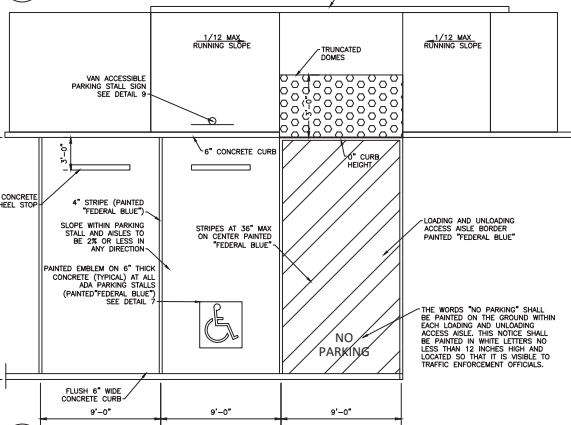 1/12 MAX
RUNNING SLOPE
1/12 MAX
RUNNING SLOPE
TRUNCATED
DOMES
VAN ACCESSIBLE
PARKING STALL SIGN
SEE DETAIL 9
3'-0"
6" CONCRETE CURB
0" CURB
HEIGHT
3'-0"
CONCRETE
HEEL STOP
4" STRIPE (PAINTED
"FEDERAL BLUE")
SLOPE WITHIN PARKING
STALL AND AISLES TO
BE 2% OR LESS IN
ANY DIRECTION
STRIPES AT 36" MAX
ON CENTER PAINTED
"FEDERAL BLUE"
LOADING AND UNLOADING
ACCESS AISLE BORDER
PAINTED "FEDERAL BLUE"
PAINTED EMBLEM ON 6" THICK
CONCRETE (TYPICAL) AT ALL
ADA PARKING STALLS
(PAINTED"FEDERAL BLUE")
SEE DETAIL 7
NO
PARKING
THE WORDS "NO PARKING" SHALL
BE PAINTED ON THE GROUND WITHIN
EACH LOADING AND UNLOADING
ACCESS AISLE. THIS NOTICE SHALL
BE PAINTED IN WHITE LETTERS NO
LESS THAN 12 INCHES HIGH AND
LOCATED SO THAT IT IS VISIBLE TO
TRAFFIC ENFORCEMENT OFFICIALS.
FLUSH 6" WIDE
CONCRETE CURB
9'-0"
9'-0"
9'-0"